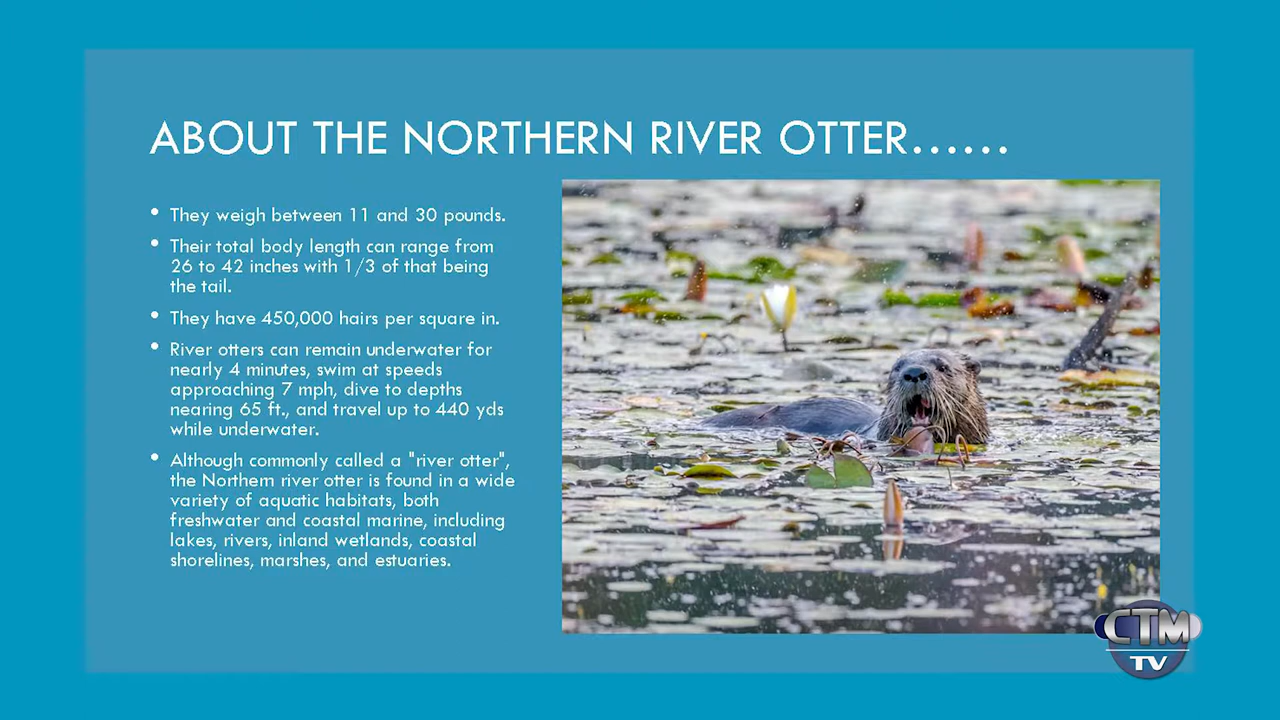 ABOUT THE NORTHERN RIVER OTTER......
• They weigh between 11 and 30 pounds.
• Their total body length can range from
26 to 42 inches with 1/3 of that being
the tail.
• They have 450,000 hairs per square in.
• River otters can remain underwater for
nearly 4 minutes, swim at speeds
approaching 7 mph, dive to depths
nearing 65 ft., and travel up to 440 yds
while underwater.
• Although commonly called a "river otter",
the Northern river otter is found in a wide
variety of aquatic habitats, both
freshwater and coastal marine, including
lakes, rivers, inland wetlands, coastal
shorelines, marshes, and estuaries.
CTM
TV